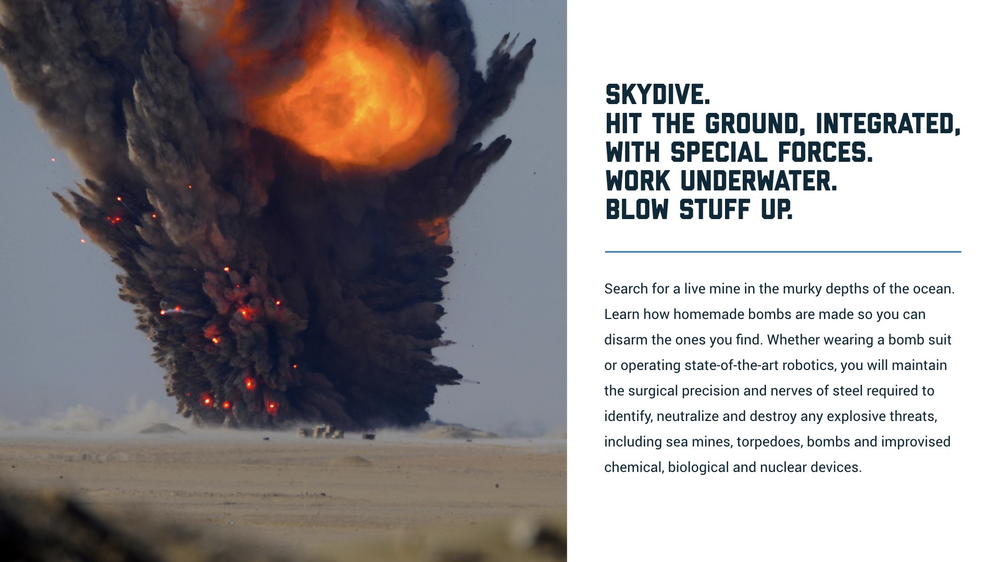 SKYDIVE.
HIT THE GROUND, INTEGRATED,
WITH SPECIAL FORCES.
WORK UNDERWATER.
BLOW STUFF UP.
Search for a live mine in the murky depths of the ocean.
Learn how homemade bombs are made so you can
disarm the ones you find. Whether wearing a bomb suit
or operating state-of-the-art robotics, you will maintain
the surgical precision and nerves of steel required to
identify, neutralize and destroy any explosive threats,
including sea mines, torpedoes, bombs and improvised
chemical, biological and nuclear devices.